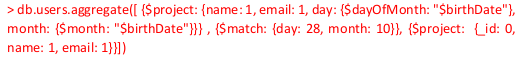 > db.users.aggregate([ {$project: {name: 1, email: 1, day: {$dayOfMonth: "$birthDate"},
month: {$month: "$birthDate"}}} , {$match: {day: 28, month: 10}}, {$project: {_id: 0,
name: 1, email: 1}}])